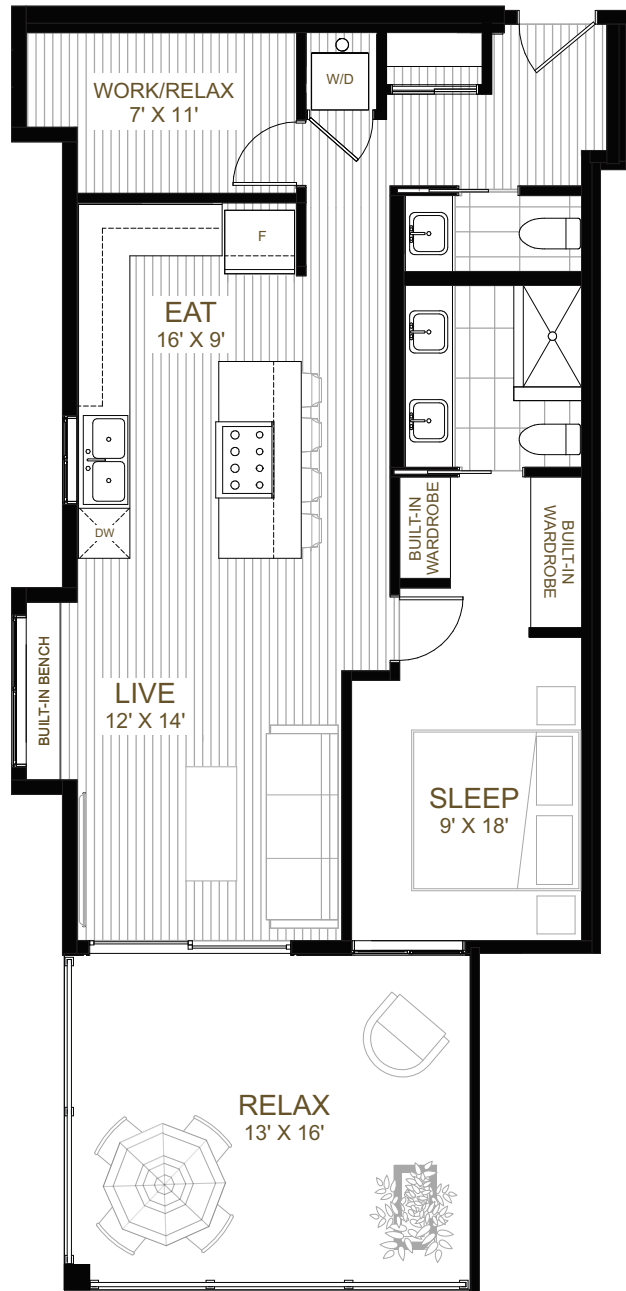 WORK/RELAX
7' X 11'
W/D
F
EAT
16' X 9'
DW
BUILT-IN
WARDROBE
BUILT-IN
WARDROBE
BUILT-IN BENCH
LIVE
12' X 14'
SLEEP
9' X 18'
RELAX
13' X 16'